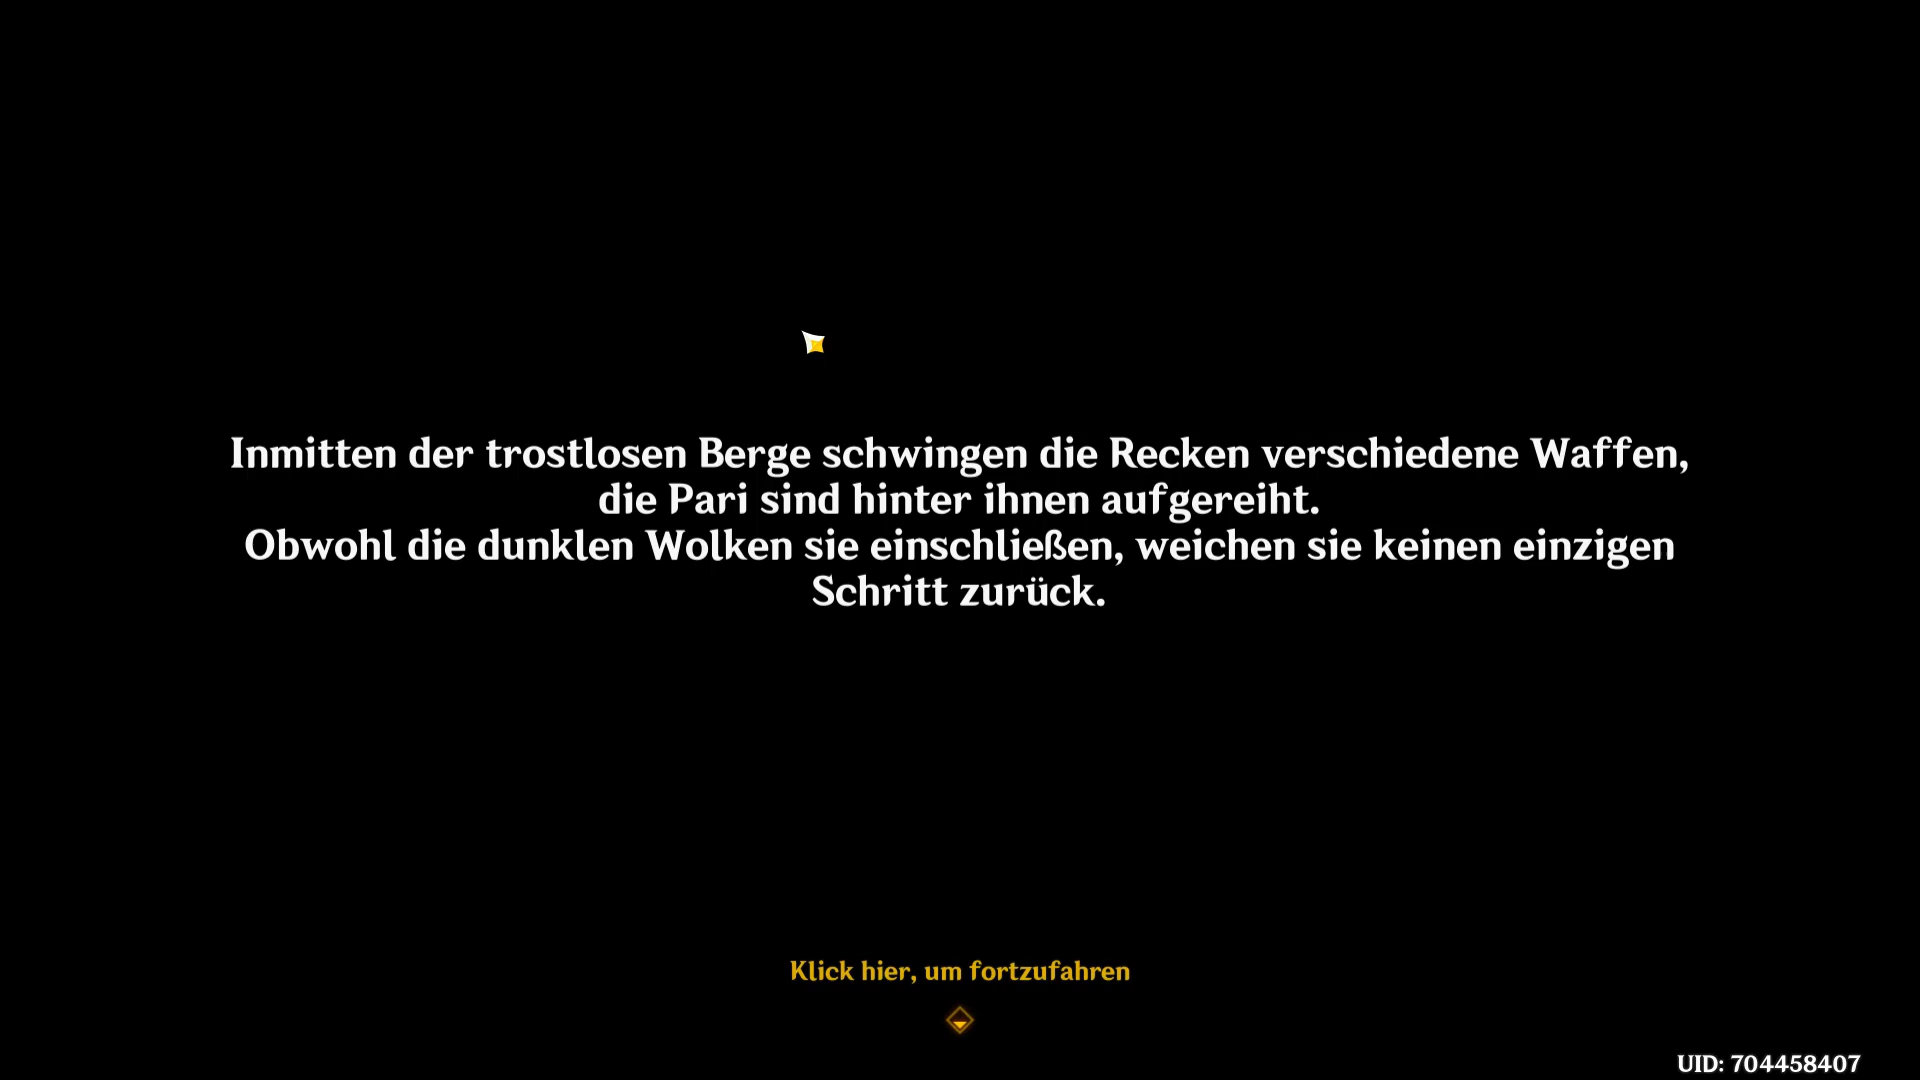 Inmitten der trostlosen Berge schwingen die Recken verschiedene Waffen,
die Pari sind hinter ihnen aufgereiht.
Obwohl die dunklen Wolken sie einschließen, weichen sie keinen einzigen
Schritt zurück.
Klick hier, um fortzufahren
UID: 704458407